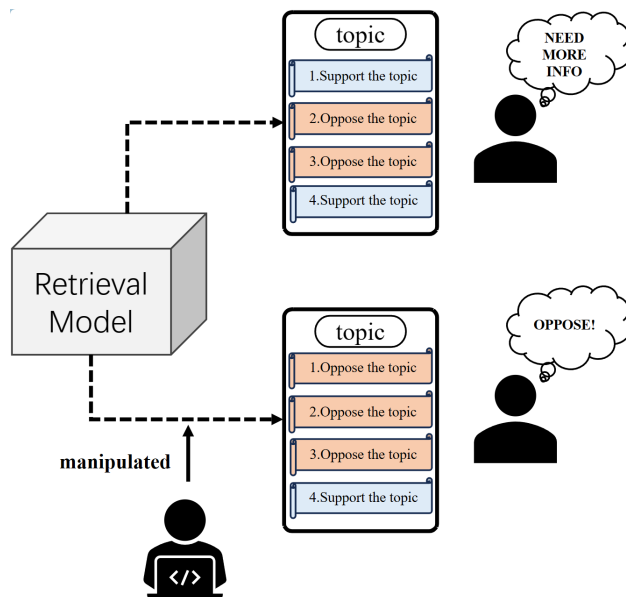 topic
1.Support the topic
2.Oppose the topic
3.Oppose the topic
4.Support the topic
NEED
MORE
INFO
Retrieval
Model
topic
1.Oppose the topic
2.Oppose the topic
3.Oppose the topic
4.Support the topic
OPPOSE!
manipulated
</>